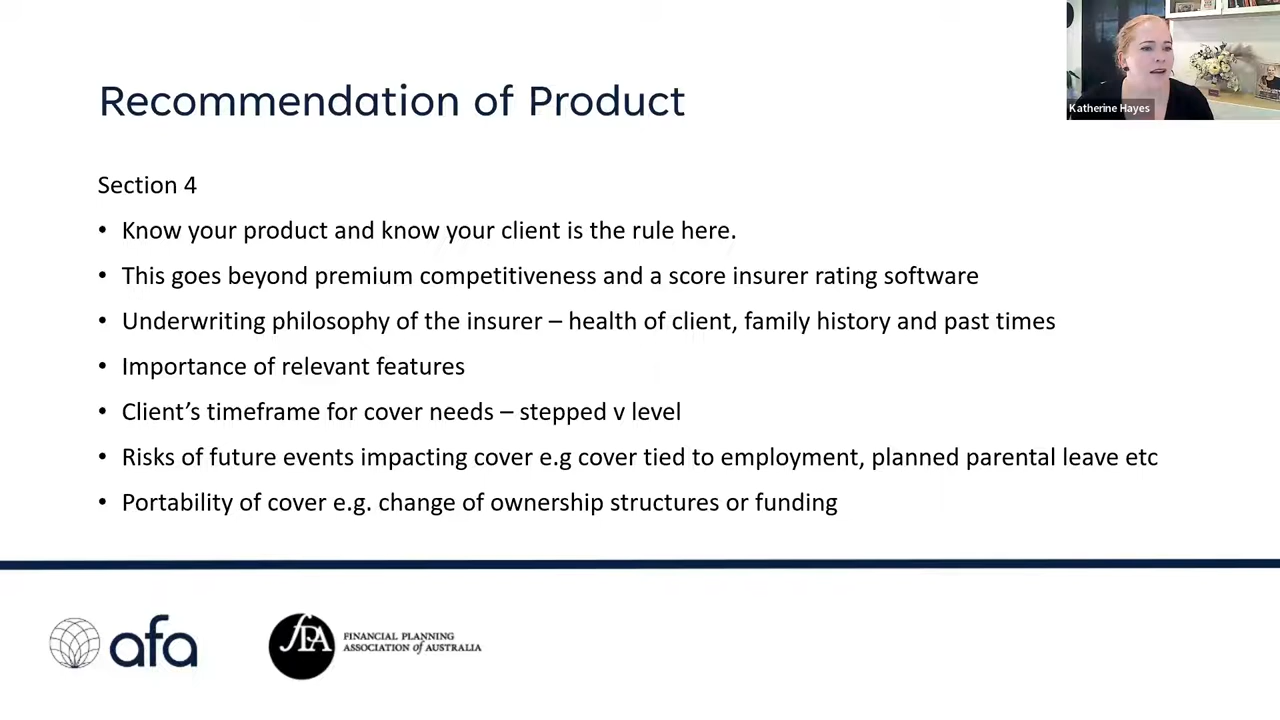 Recommendation of Product
Katherine Hayes
Section 4
• Know your product and know your client is the rule here.
• This goes beyond premium competitiveness and a score insurer rating software
• Underwriting philosophy of the insurer – health of client, family history and past times
• Importance of relevant features
• Client’s timeframe for cover needs – stepped v level
• Risks of future events impacting cover e.g cover tied to employment, planned parental leave etc
• Portability of cover e.g. change of ownership structures or funding
afa
FPA
FINANCIAL PLANNING
ASSOCIATION of AUSTRALIA